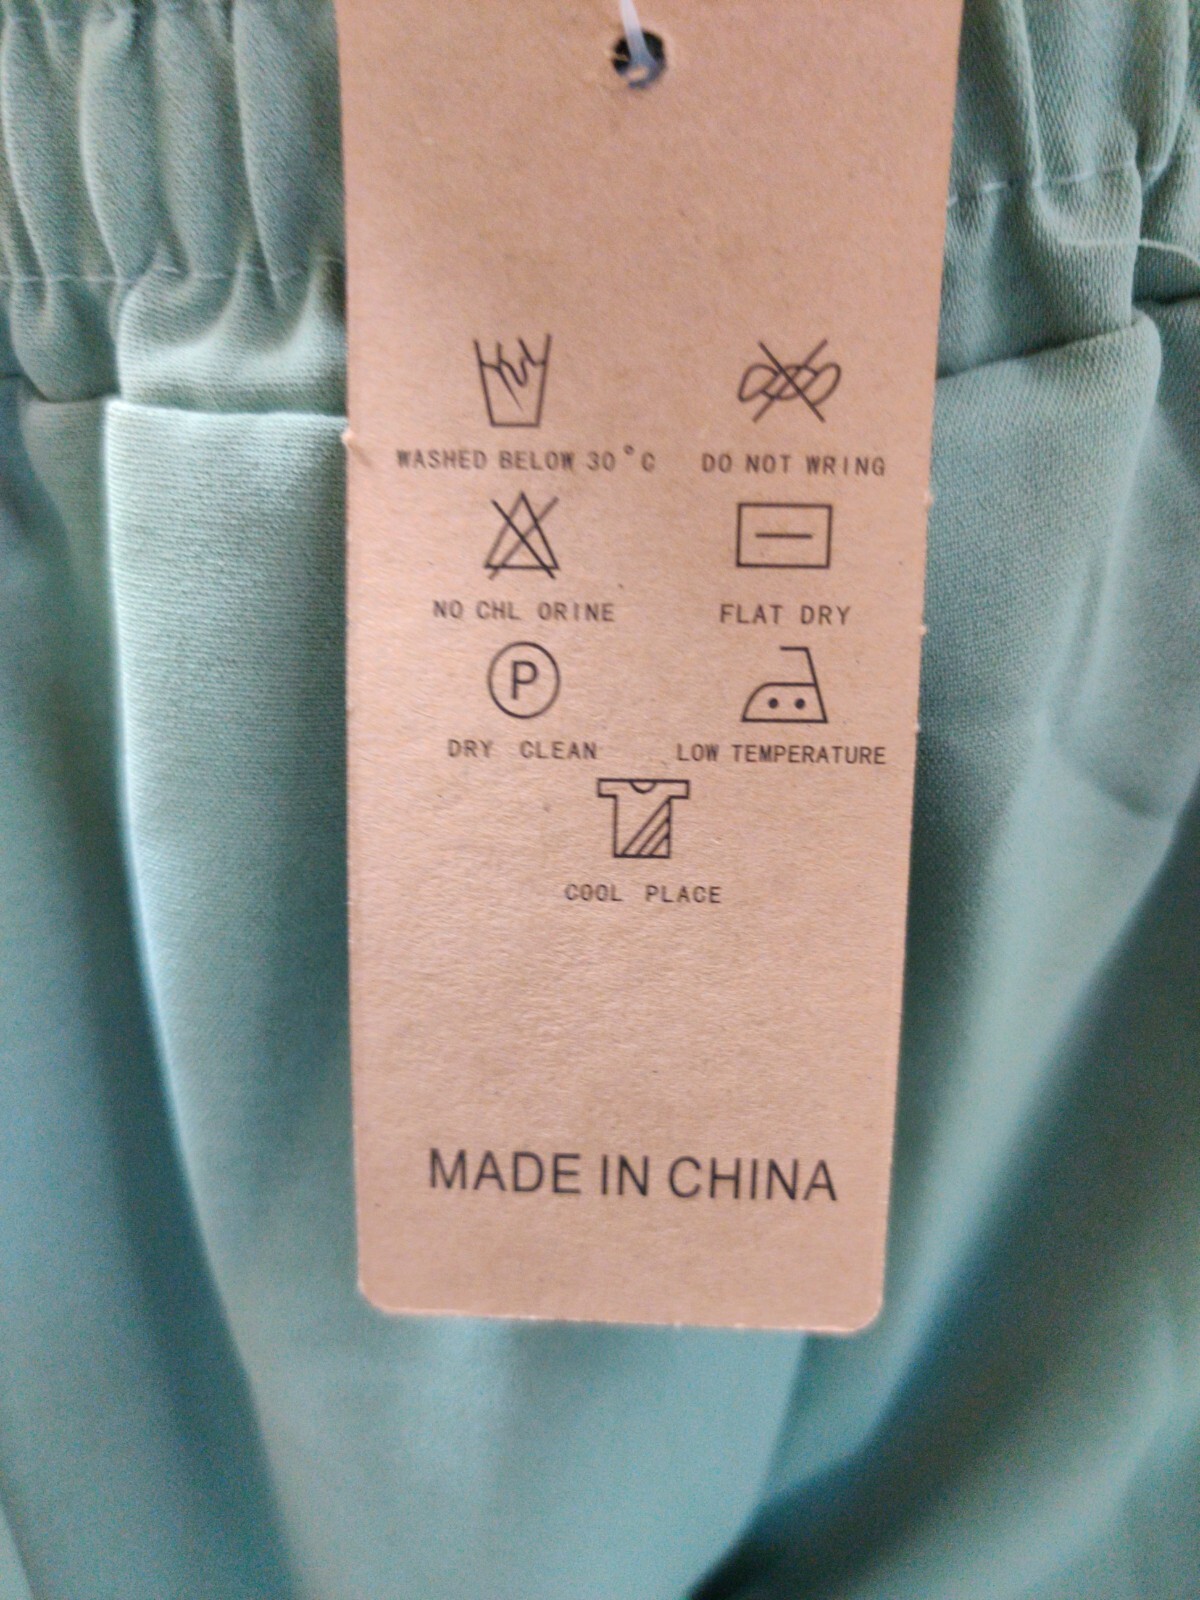 WASHED BELOW 30°C DO NOT WRING
NO CHL ORINE FLAT DRY
P
DRY CLEAN LOW TEMPERATURE
COOL PLACE
MADE IN CHINA